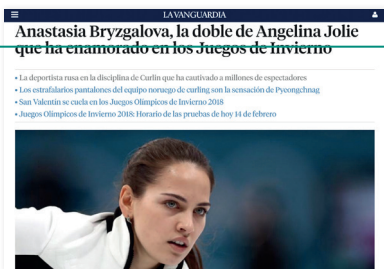 LA VANGUARDIA
Anastasia Bryzgalova, la doble de Angelina Jolie
que ha enamorado en los Juegos de Invierno
• La deportista rusa en la disciplina de Curlin que ha cautivado a millones de espectadores
• Los estrafalarios pantalones del equipo noruego de curling son la sensación de Pyeongchnag
• San Valentín se cuela en los Juegos Olímpicos de Invierno 2018
• Juegos Olímpicos de Invierno 2018: Horario de las pruebas de hoy 14 de febrero